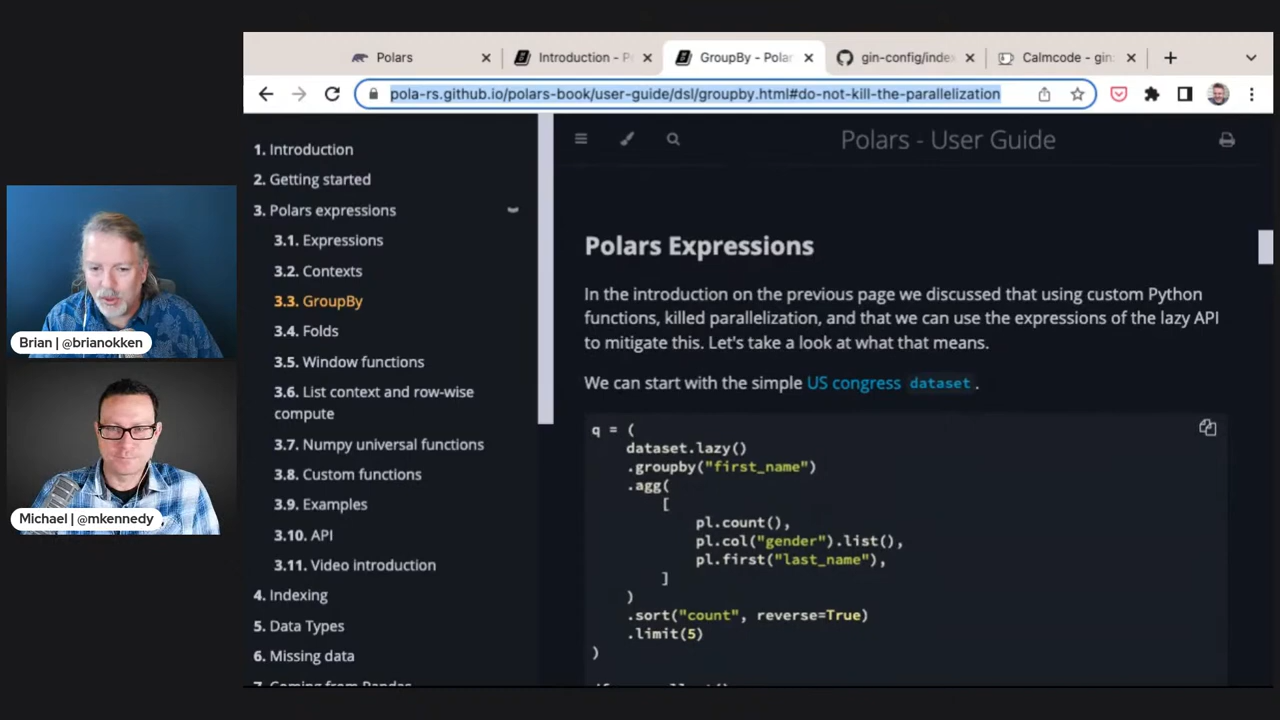 Polars
Introduction - P
GroupBy - Polar
gin-config/index
Calmcode - gin
pola-rs.github.io/polars-book/user-guide/dsl/groupby.html#do-not-kill-the-parallelization
1. Introduction
2. Getting started
3. Polars expressions
3.1. Expressions
3.2. Contexts
3.3. GroupBy
3.4. Folds
3.5. Window functions
3.6. List context and row-wise
compute
3.7. Numpy universal functions
3.8. Custom functions
3.9. Examples
3.10. API
3.11. Video introduction
4. Indexing
5. Data Types
6. Missing data
7. Coming from Pandas
Polars - User Guide
Polars Expressions
In the introduction on the previous page we discussed that using custom Python
functions, killed parallelization, and that we can use the expressions of the lazy API
to mitigate this. Let's take a look at what that means.
We can start with the simple US congress dataset.
q = (
dataset.lazy()
.groupby("first_name")
.agg(
[
pl.count(),
pl.col("gender").list(),
pl.first("last_name"),
]
)
.sort("count", reverse=True)
.limit(5)
)
Brian | @brianokken
Michael | @mkennedy